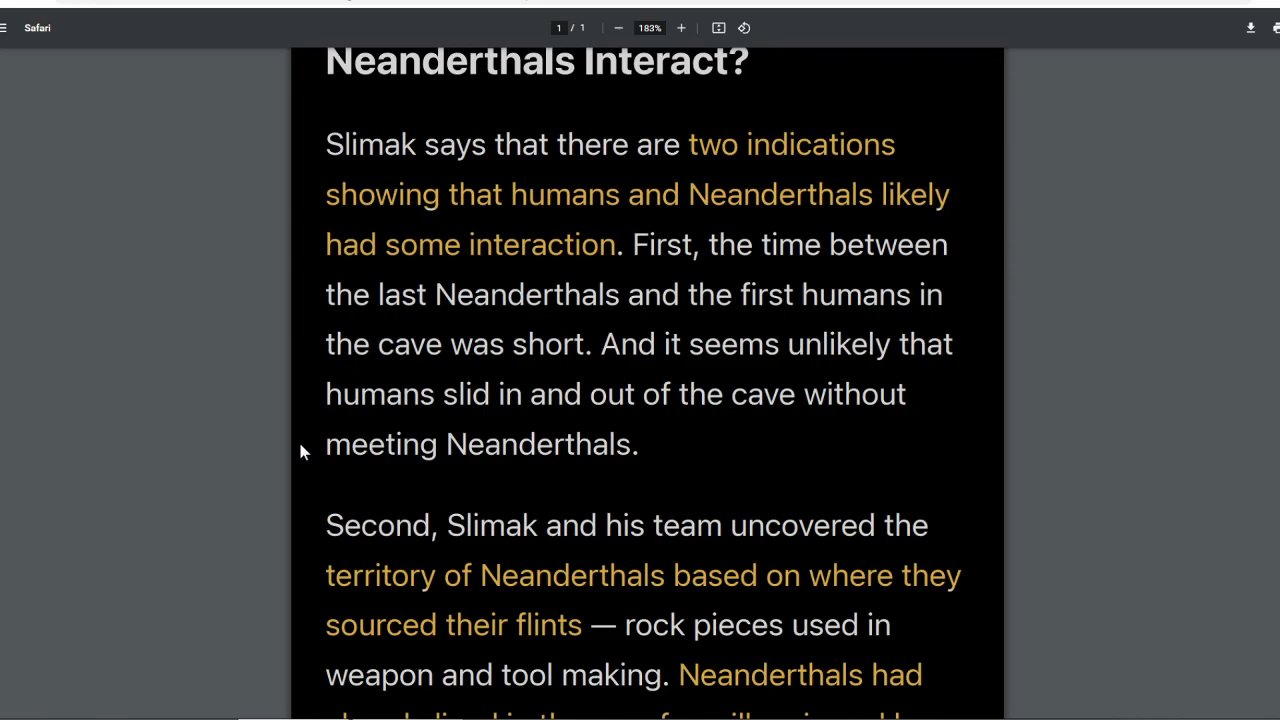 Safari
1 / 1
183%
Neanderthals Interact?
Slimak says that there are two indications
showing that humans and Neanderthals likely
had some interaction. First, the time between
the last Neanderthals and the first humans in
the cave was short. And it seems unlikely that
humans slid in and out of the cave without
meeting Neanderthals.
Second, Slimak and his team uncovered the
territory of Neanderthals based on where they
sourced their flints — rock pieces used in
weapon and tool making. Neanderthals had